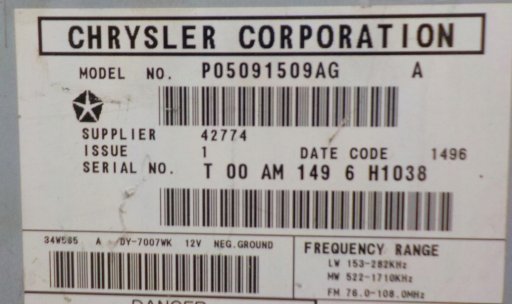 CHRYSLER CORPORATION
MODEL NO. P05091509AG A
SUPPLIER 42774
ISSUE 1 DATE CODE 1496
SERIAL NO. T 00 AM 149 6 H1038
34W585 A DY-7007WK 12V NEG.GROUND
FREQUENCY RANGE
LW 153-282KHz
MW 522-1710KHz
FM 76.0-108.0MHz
DANGER